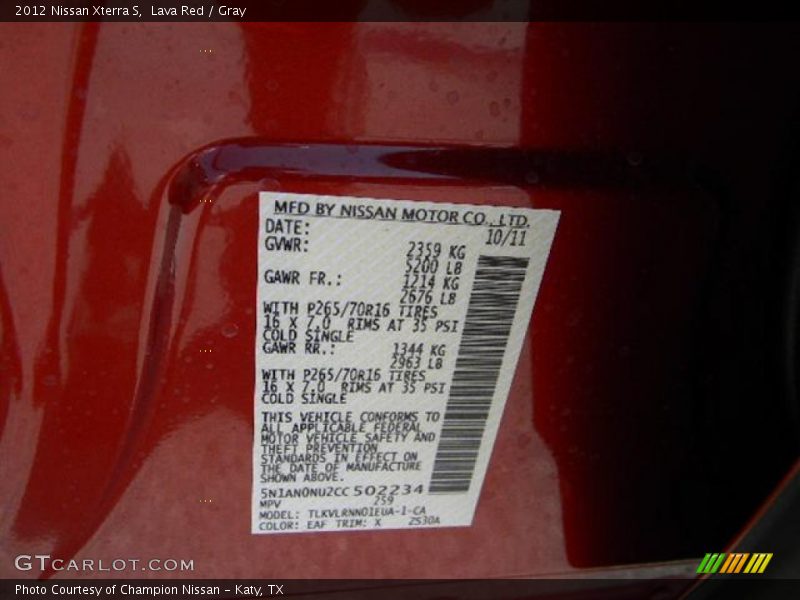 2012 Nissan Xterra S,  Lava Red / Gray
MFD BY NISSAN MOTOR CO., LTD.
DATE: 10/11
GVWR: 2359 KG
5200 LB
GAWR FR.: 1214 KG
2676 LB
WITH P265/70R16 TIRES
16 X 7.0 RIMS AT 35 PSI
COLD SINGLE
GAWR RR.: 1344 KG
2963 LB
WITH P265/70R16 TIRES
16 X 7.0 RIMS AT 35 PSI
COLD SINGLE
THIS VEHICLE CONFORMS TO
ALL APPLICABLE FEDERAL
MOTOR VEHICLE SAFETY AND
THEFT PREVENTION
STANDARDS IN EFFECT ON
THE DATE OF MANUFACTURE
SHOWN ABOVE.
5N1AN0NU2CC502234
MPV 259
MODEL: TLKVLRNN01EUA-1-CA
COLOR: EAF TRIM: X 2530A
GTCARLOT.COM
Photo Courtesy of Champion Nissan - Katy, TX